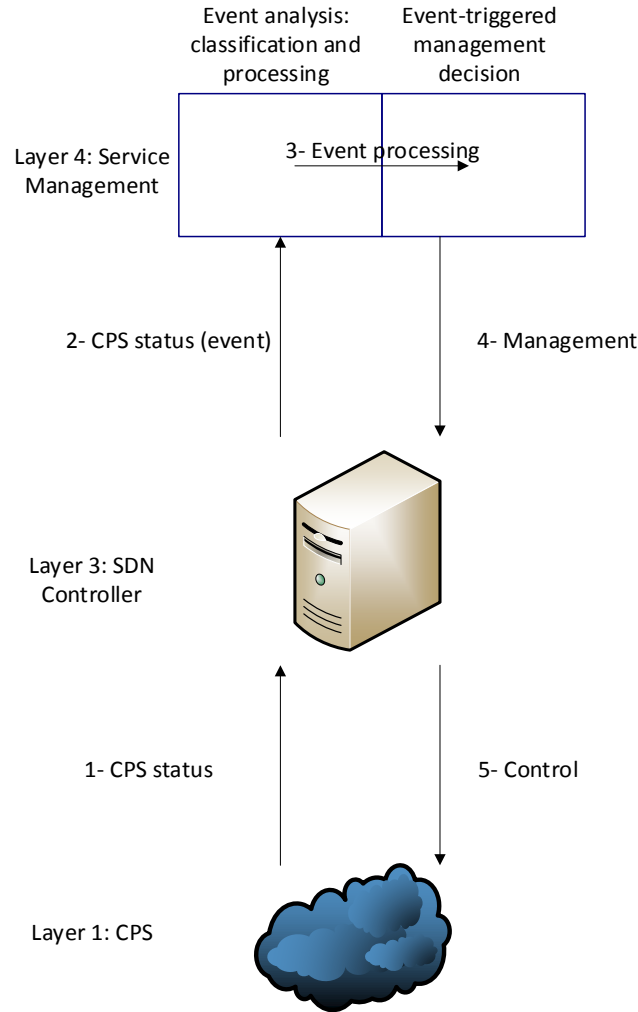 Event analysis:
classification and
processing
Event-triggered
management
decision
Layer 4: Service
Management
3- Event processing
2- CPS status (event)
4- Management
Layer 3: SDN
Controller
1- CPS status
5- Control
Layer 1: CPS